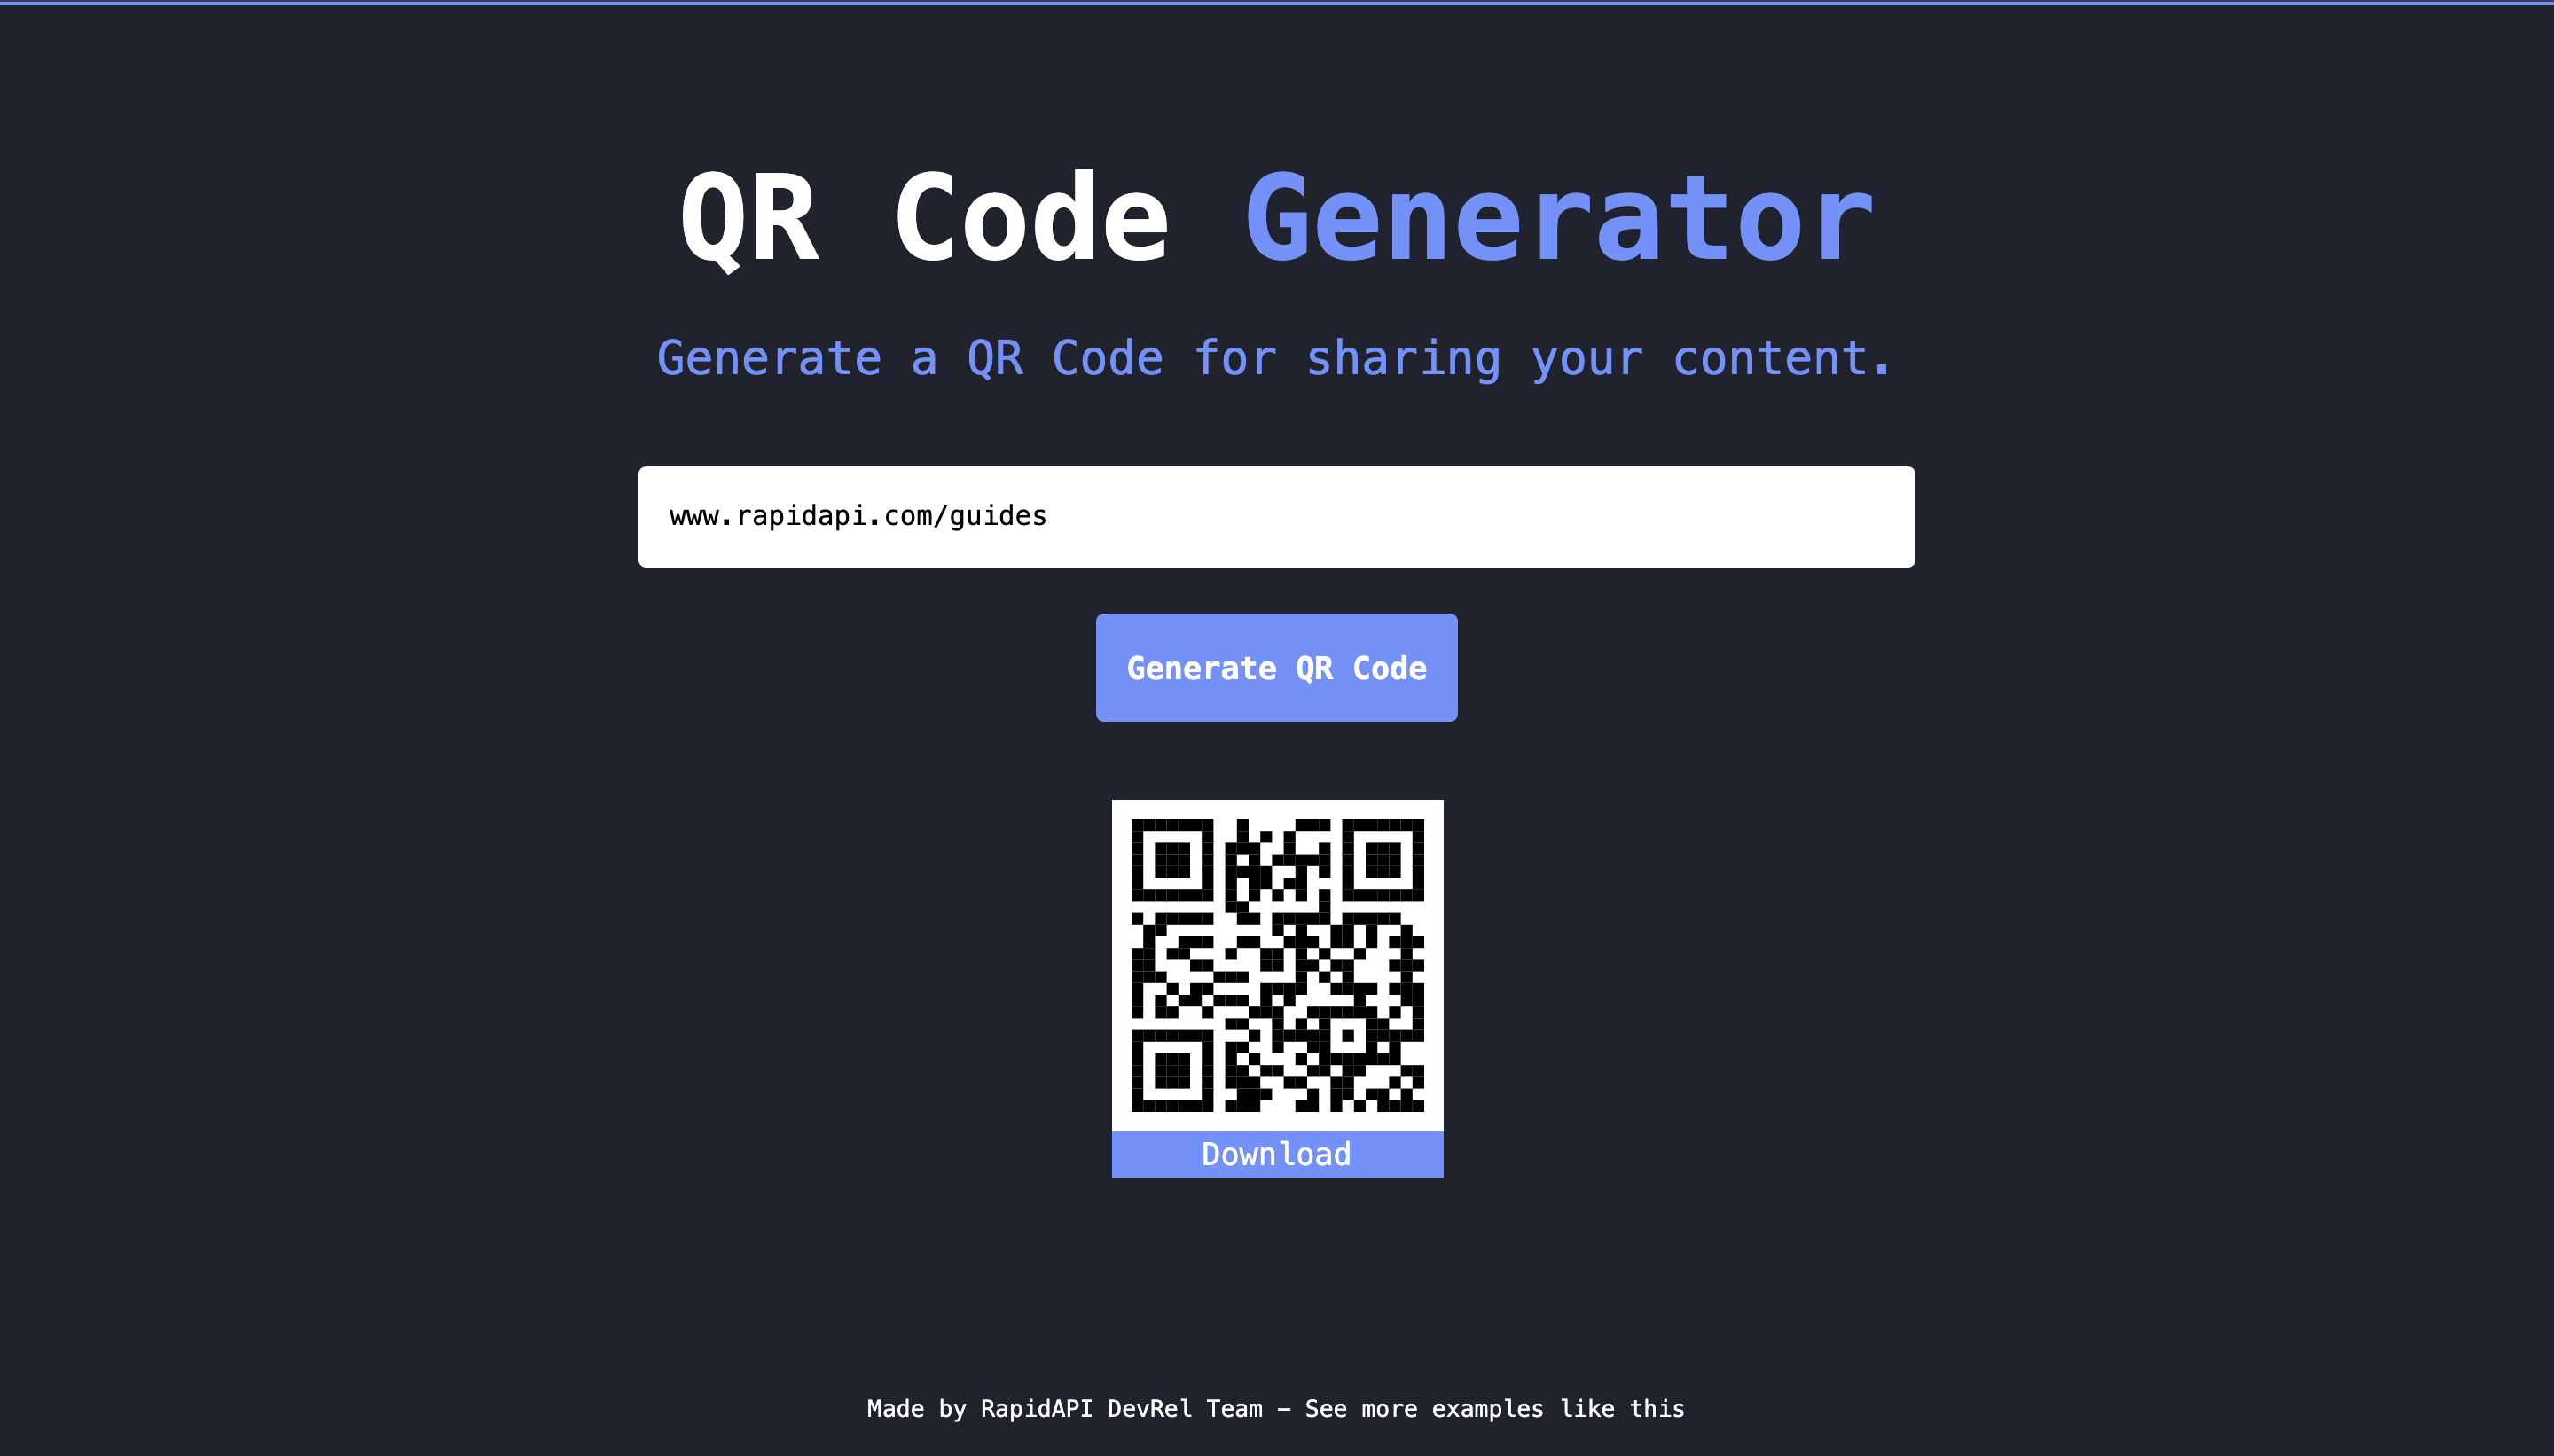 QR Code Generator
Generate a QR Code for sharing your content.
www.rapidapi.com/guides
Generate QR Code
Download
Made by RapidAPI DevRel Team – See more examples like this